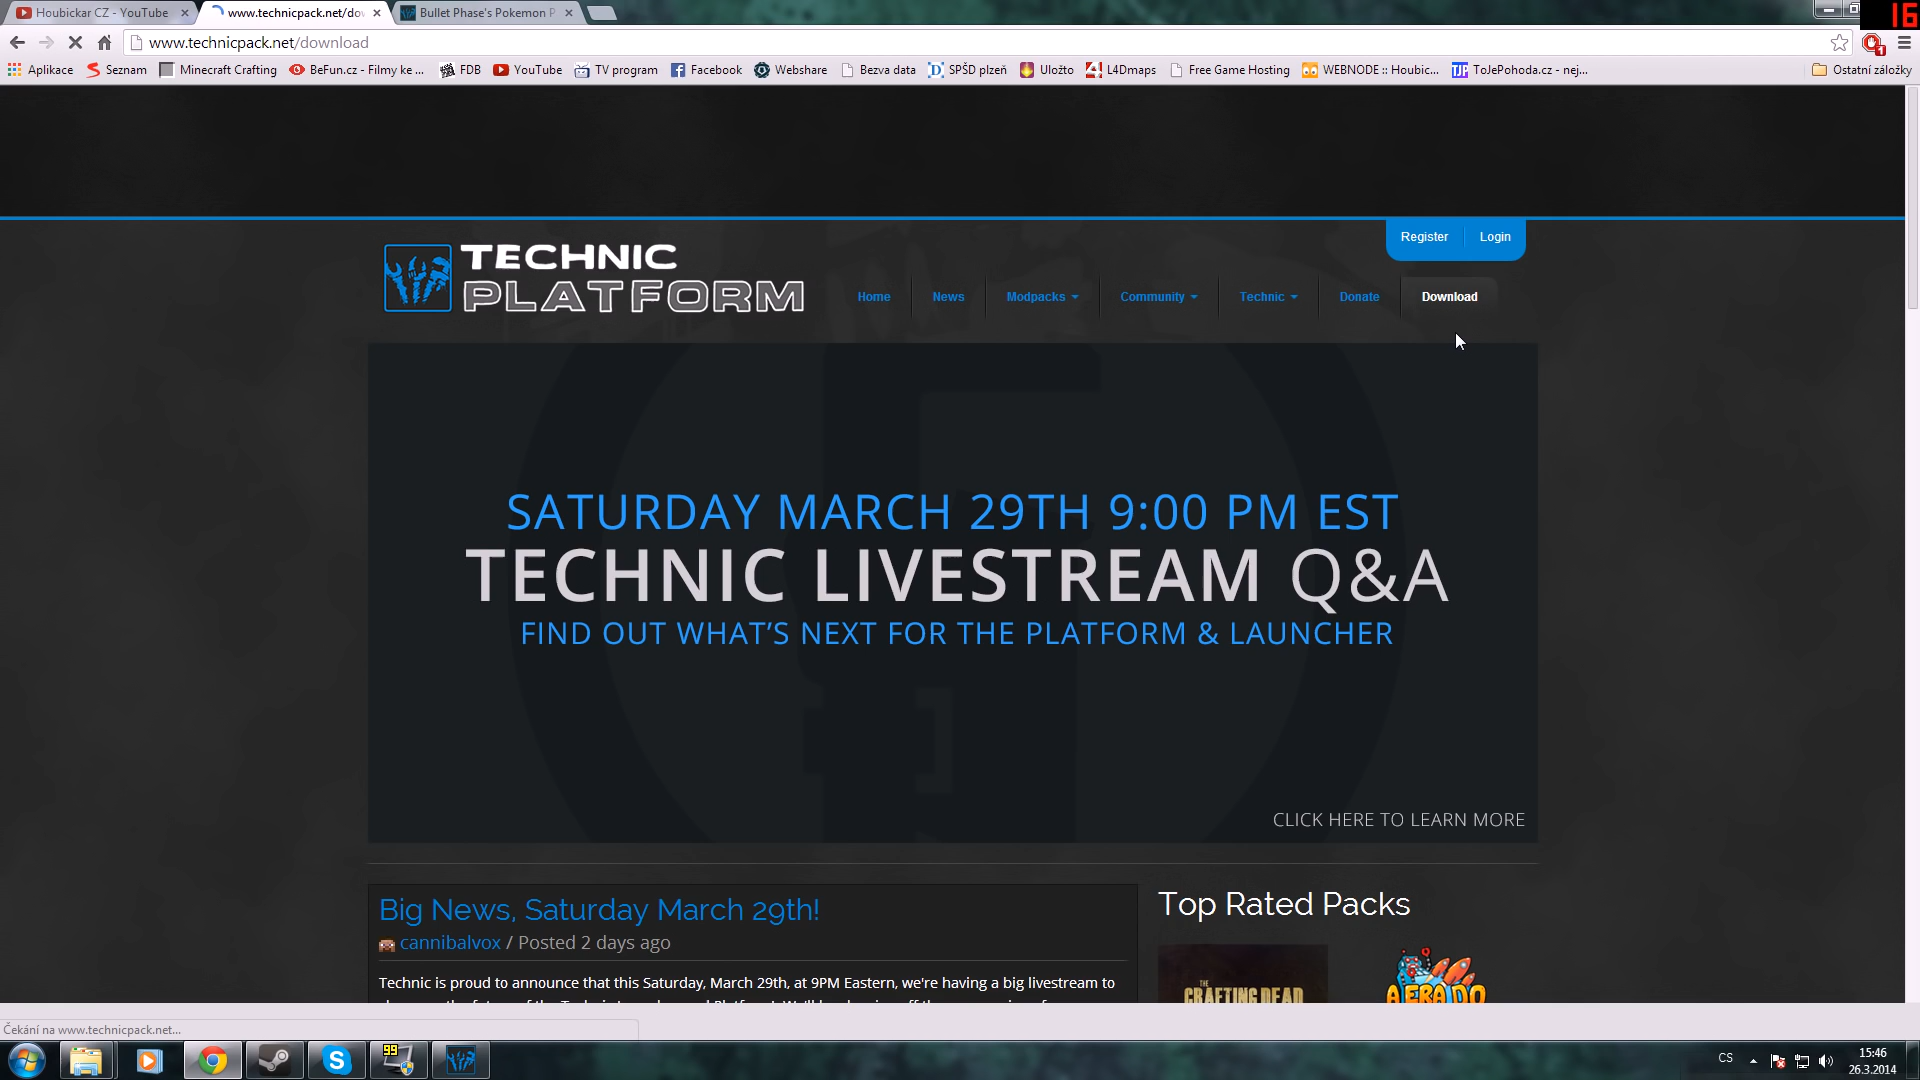 Houbickar CZ - YouTube
www.technicpack.net/do
Bullet Phase's Pokemon P
16
www.technicpack.net/download
1
Aplikace
Seznam
Minecraft Crafting
BeFun.cz - Filmy ke ...
FDB
YouTube
TV program
Facebook
Webshare
Bezva data
SPŠD plzeň
Uložto
L4Dmaps
Free Game Hosting
WEBNODE :: Houbic...
ToJePohoda.cz - nej...
Ostatní záložky
Register
Login
TECHNIC
PLATFORM
Home
News
Modpacks
Community
Technic
Donate
Download
SATURDAY MARCH 29TH 9:00 PM EST
TECHNIC LIVESTREAM Q&A
FIND OUT WHAT'S NEXT FOR THE PLATFORM & LAUNCHER
CLICK HERE TO LEARN MORE
Big News, Saturday March 29th!
cannibalvox / Posted 2 days ago
Technic is proud to announce that this Saturday, March 29th, at 9PM Eastern, we're having a big livestream to
Top Rated Packs
THE
CRAFTING DEAD
Čekání na www.technicpack.net...
99
CS
15:46
26.3.2014